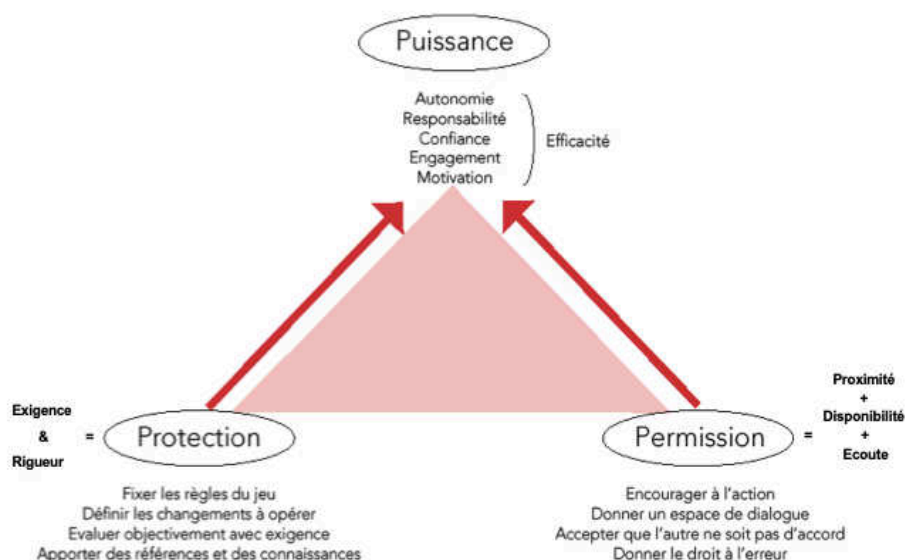 Puissance
Autonomie
Responsabilité
Confiance
Engagement
Motivation
Efficacité
Exigence
&
Rigueur
=
Protection
Fixer les règles du jeu
Définir les changements à opérer
Evaluer objectivement avec exigence
Apporter des références et des connaissances
Permission
=
Proximité
+
Disponibilité
+
Ecoute
Encourager à l'action
Donner un espace de dialogue
Accepter que l'autre ne soit pas d'accord
Donner le droit à l'erreur